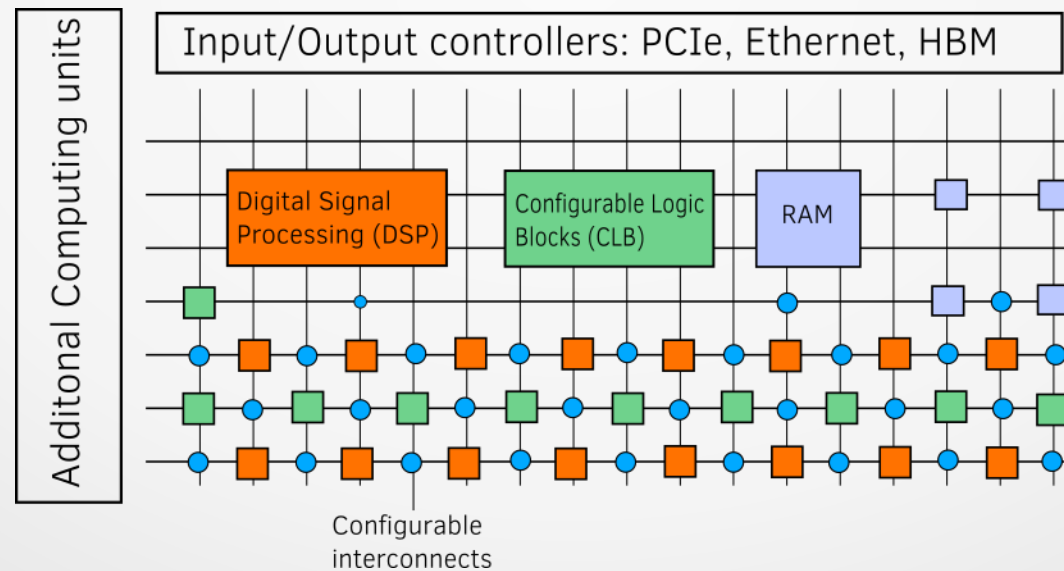 Additonal Computing units
Input/Output controllers: PCIe, Ethernet, HBM
Digital Signal
Processing (DSP)
Configurable Logic
Blocks (CLB)
RAM
Configurable
interconnects